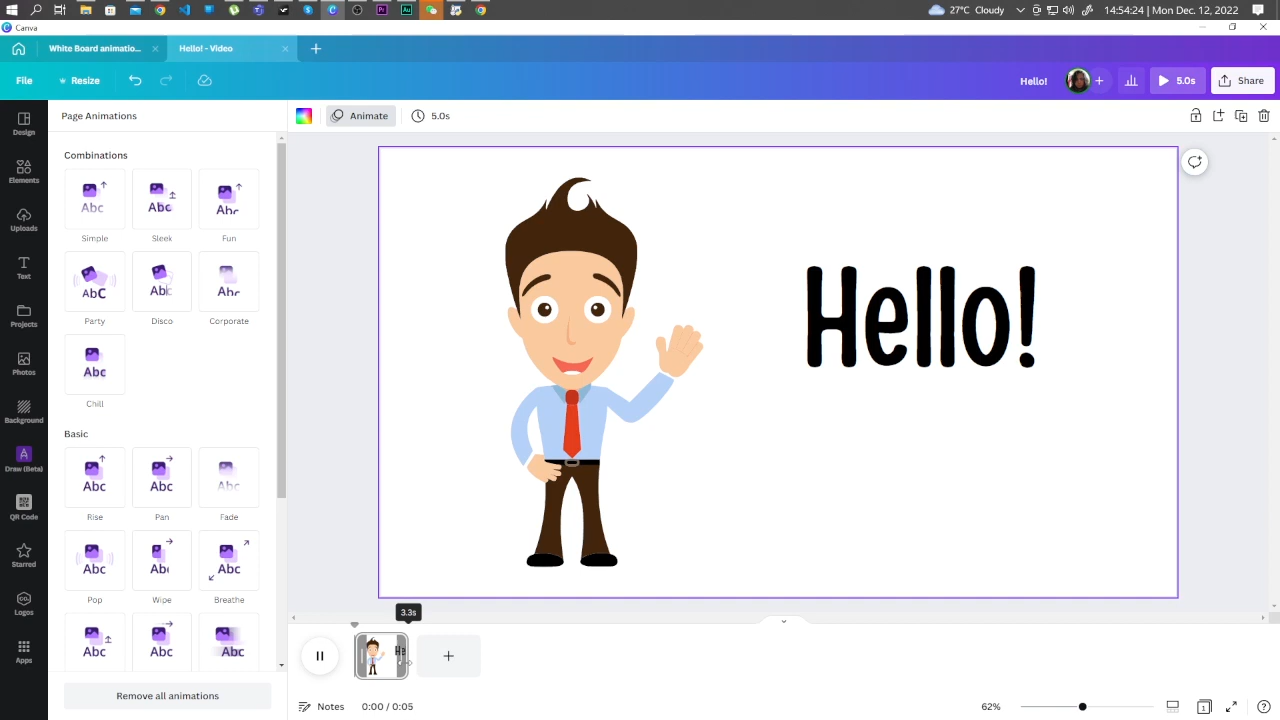 27°C Cloudy
14:54:24 | Mon Dec. 12, 2022
Canva
White Board animatio...
Hello! - Video
File
Resize
Hello!
5.0s
Share
Design
Elements
Uploads
Text
Projects
Photos
Background
Draw (Beta)
QR Code
Starred
Logos
Apps
Page Animations
Animate
5.0s
Combinations
Simple
Sleek
Fun
Party
Disco
Corporate
Chill
Basic
Rise
Pan
Fade
Pop
Wipe
Breathe
Remove all animations
Hello!
3.3s
Notes
0:00 / 0:05
62%
1